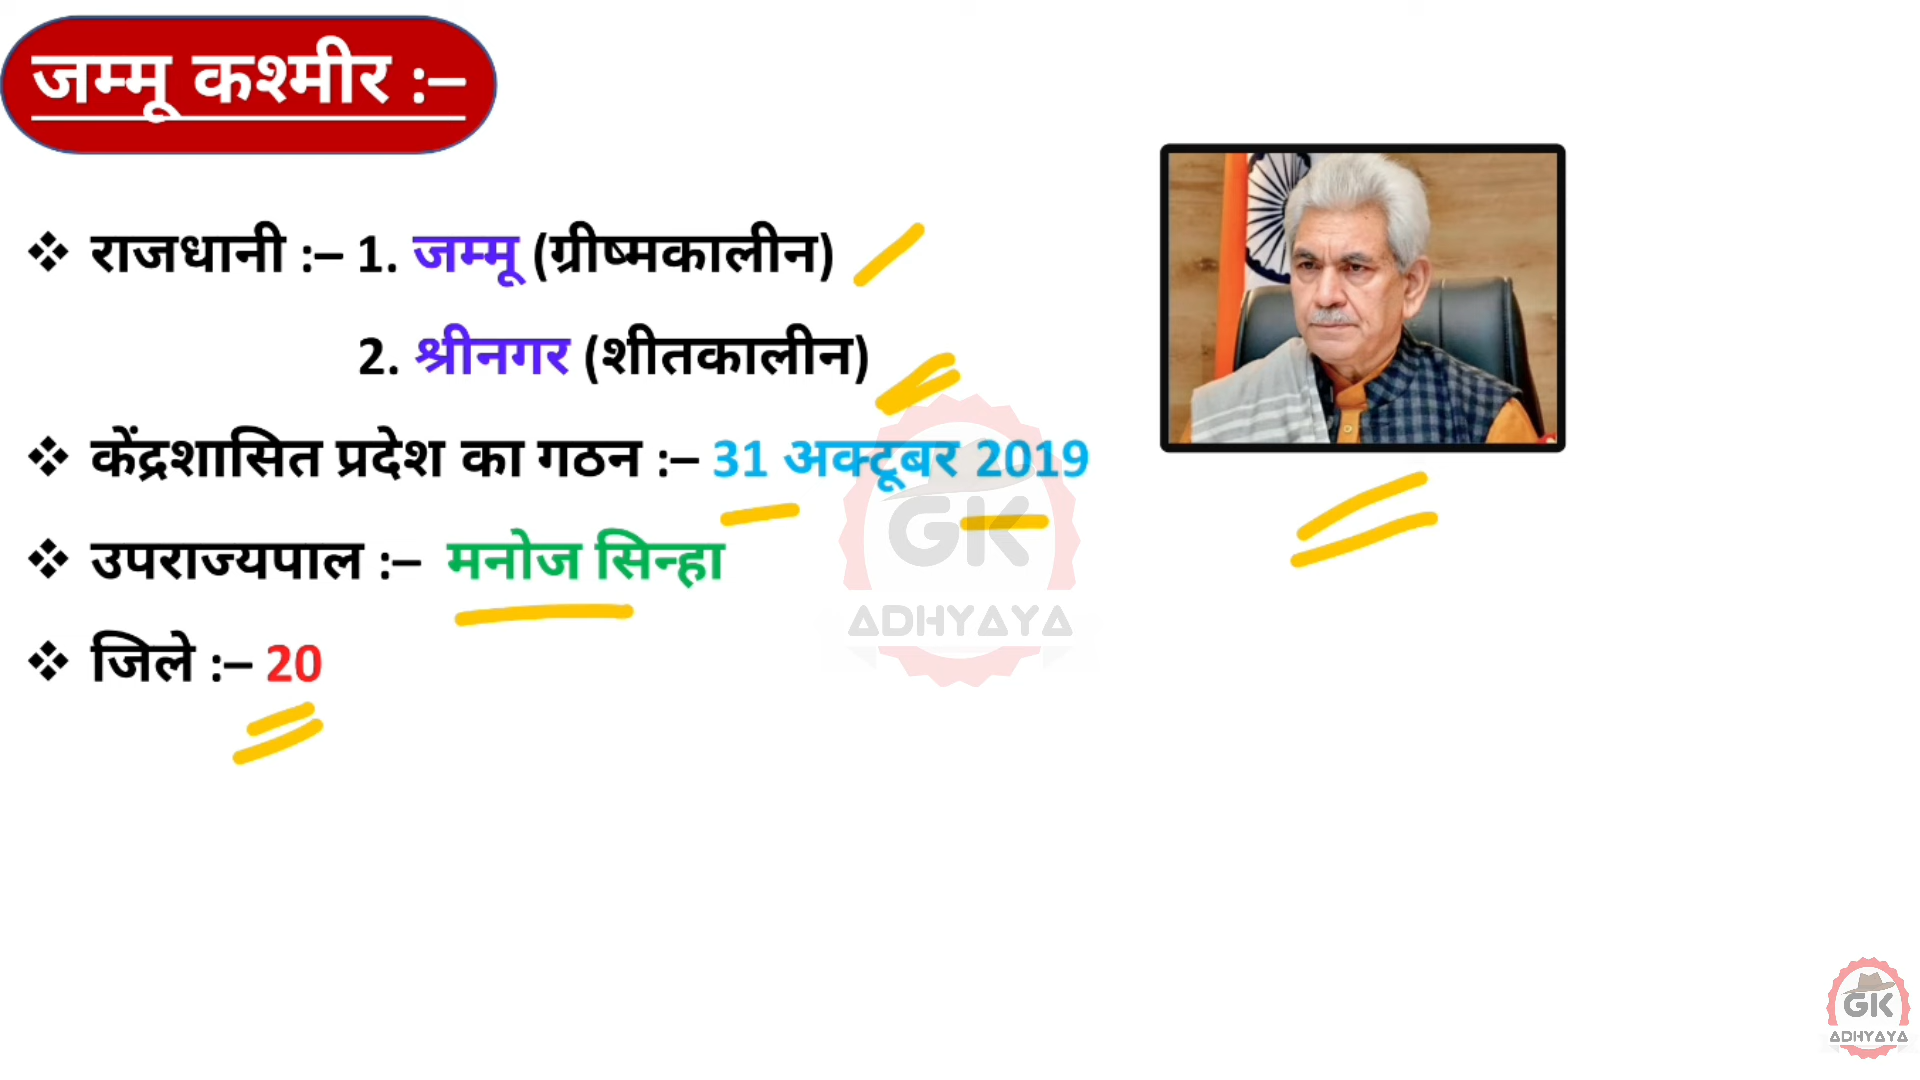 जम्मू कश्मीर :–
❖ राजधानी :– 1. जम्मू (ग्रीष्मकालीन)
2. श्रीनगर (शीतकालीन)
❖ केंद्रशासित प्रदेश का गठन :– 31 अक्टूबर 2019
❖ उपराज्यपाल :– मनोज सिन्हा
❖ जिले :– 20
GK
ADHYAYA
GK
ADHYAYA